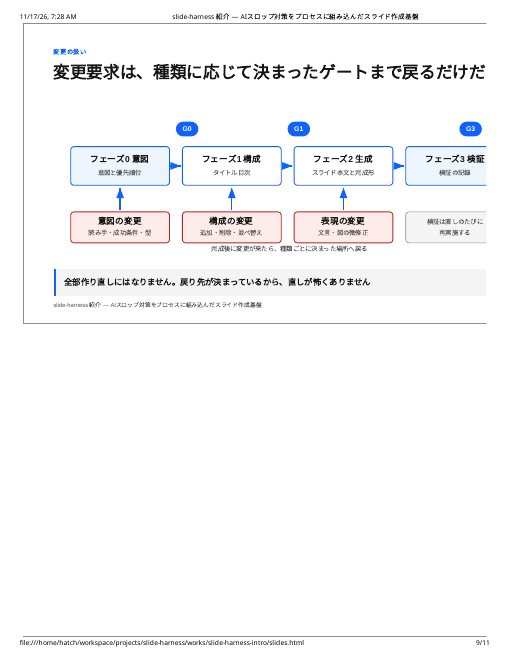 11/17/26, 7:28 AM
slide-harness 紹介 — AIスロップ対策をプロセスに組み込んだスライド作成基盤
変更の扱い
変更要求は、種類に応じて決まったゲートまで戻るだけだ
G0
G1
G3
フェーズ0 意図
意図と優先順位
フェーズ1 構成
タイトル目次
フェーズ2 生成
スライド本文と完成形
フェーズ3 検証
検証の記録
意図の変更
読み手・成功条件・型
構成の変更
追加・削除・並べ替え
表現の変更
文言・図の微修正
検証は直しのたびに
再実施する
完成後に変更が来たら、種類ごとに決まった場所へ戻る
全部作り直しにはなりません。戻り先が決まっているから、直しが怖くありません
slide-harness 紹介 — AIスロップ対策をプロセスに組み込んだスライド作成基盤
file:///home/hatch/workspace/projects/slide-harness/works/slide-harness-intro/slides.html
9/11